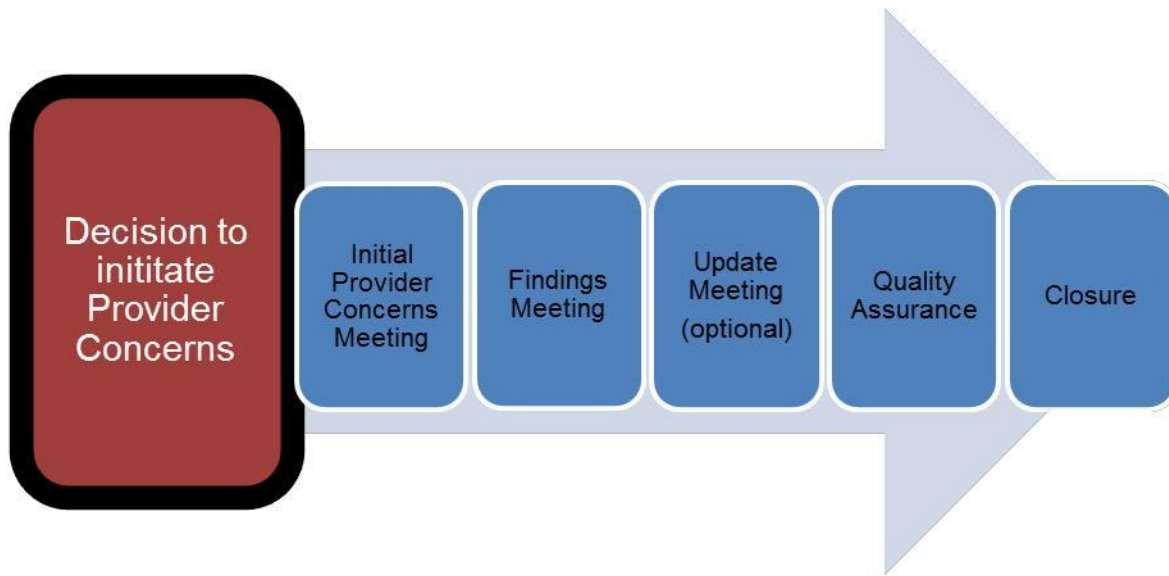 Decision to
inititate
Provider
Concerns
Initial
Provider
Concerns
Meeting
Findings
Meeting
Update
Meeting
(optional)
Quality
Assurance
Closure